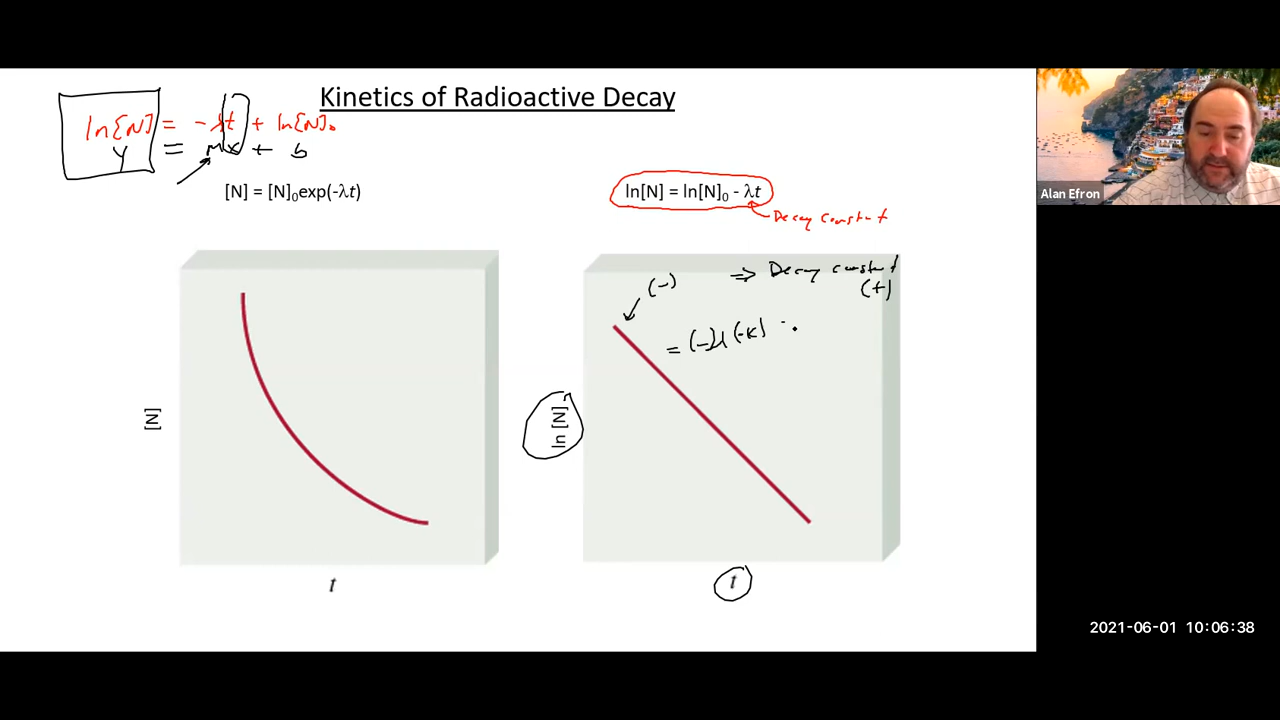 Kinetics of Radioactive Decay
ln[N] = -λt + ln[N]₀
y = mx + b
[N] = [N]₀exp(-λt)
ln[N] = ln[N]₀ - λt
Decay constant
(-)
=> Decay constant
(+)
[N]
t
ln [N]
t
Alan Efron
2021-06-01 10:06:38